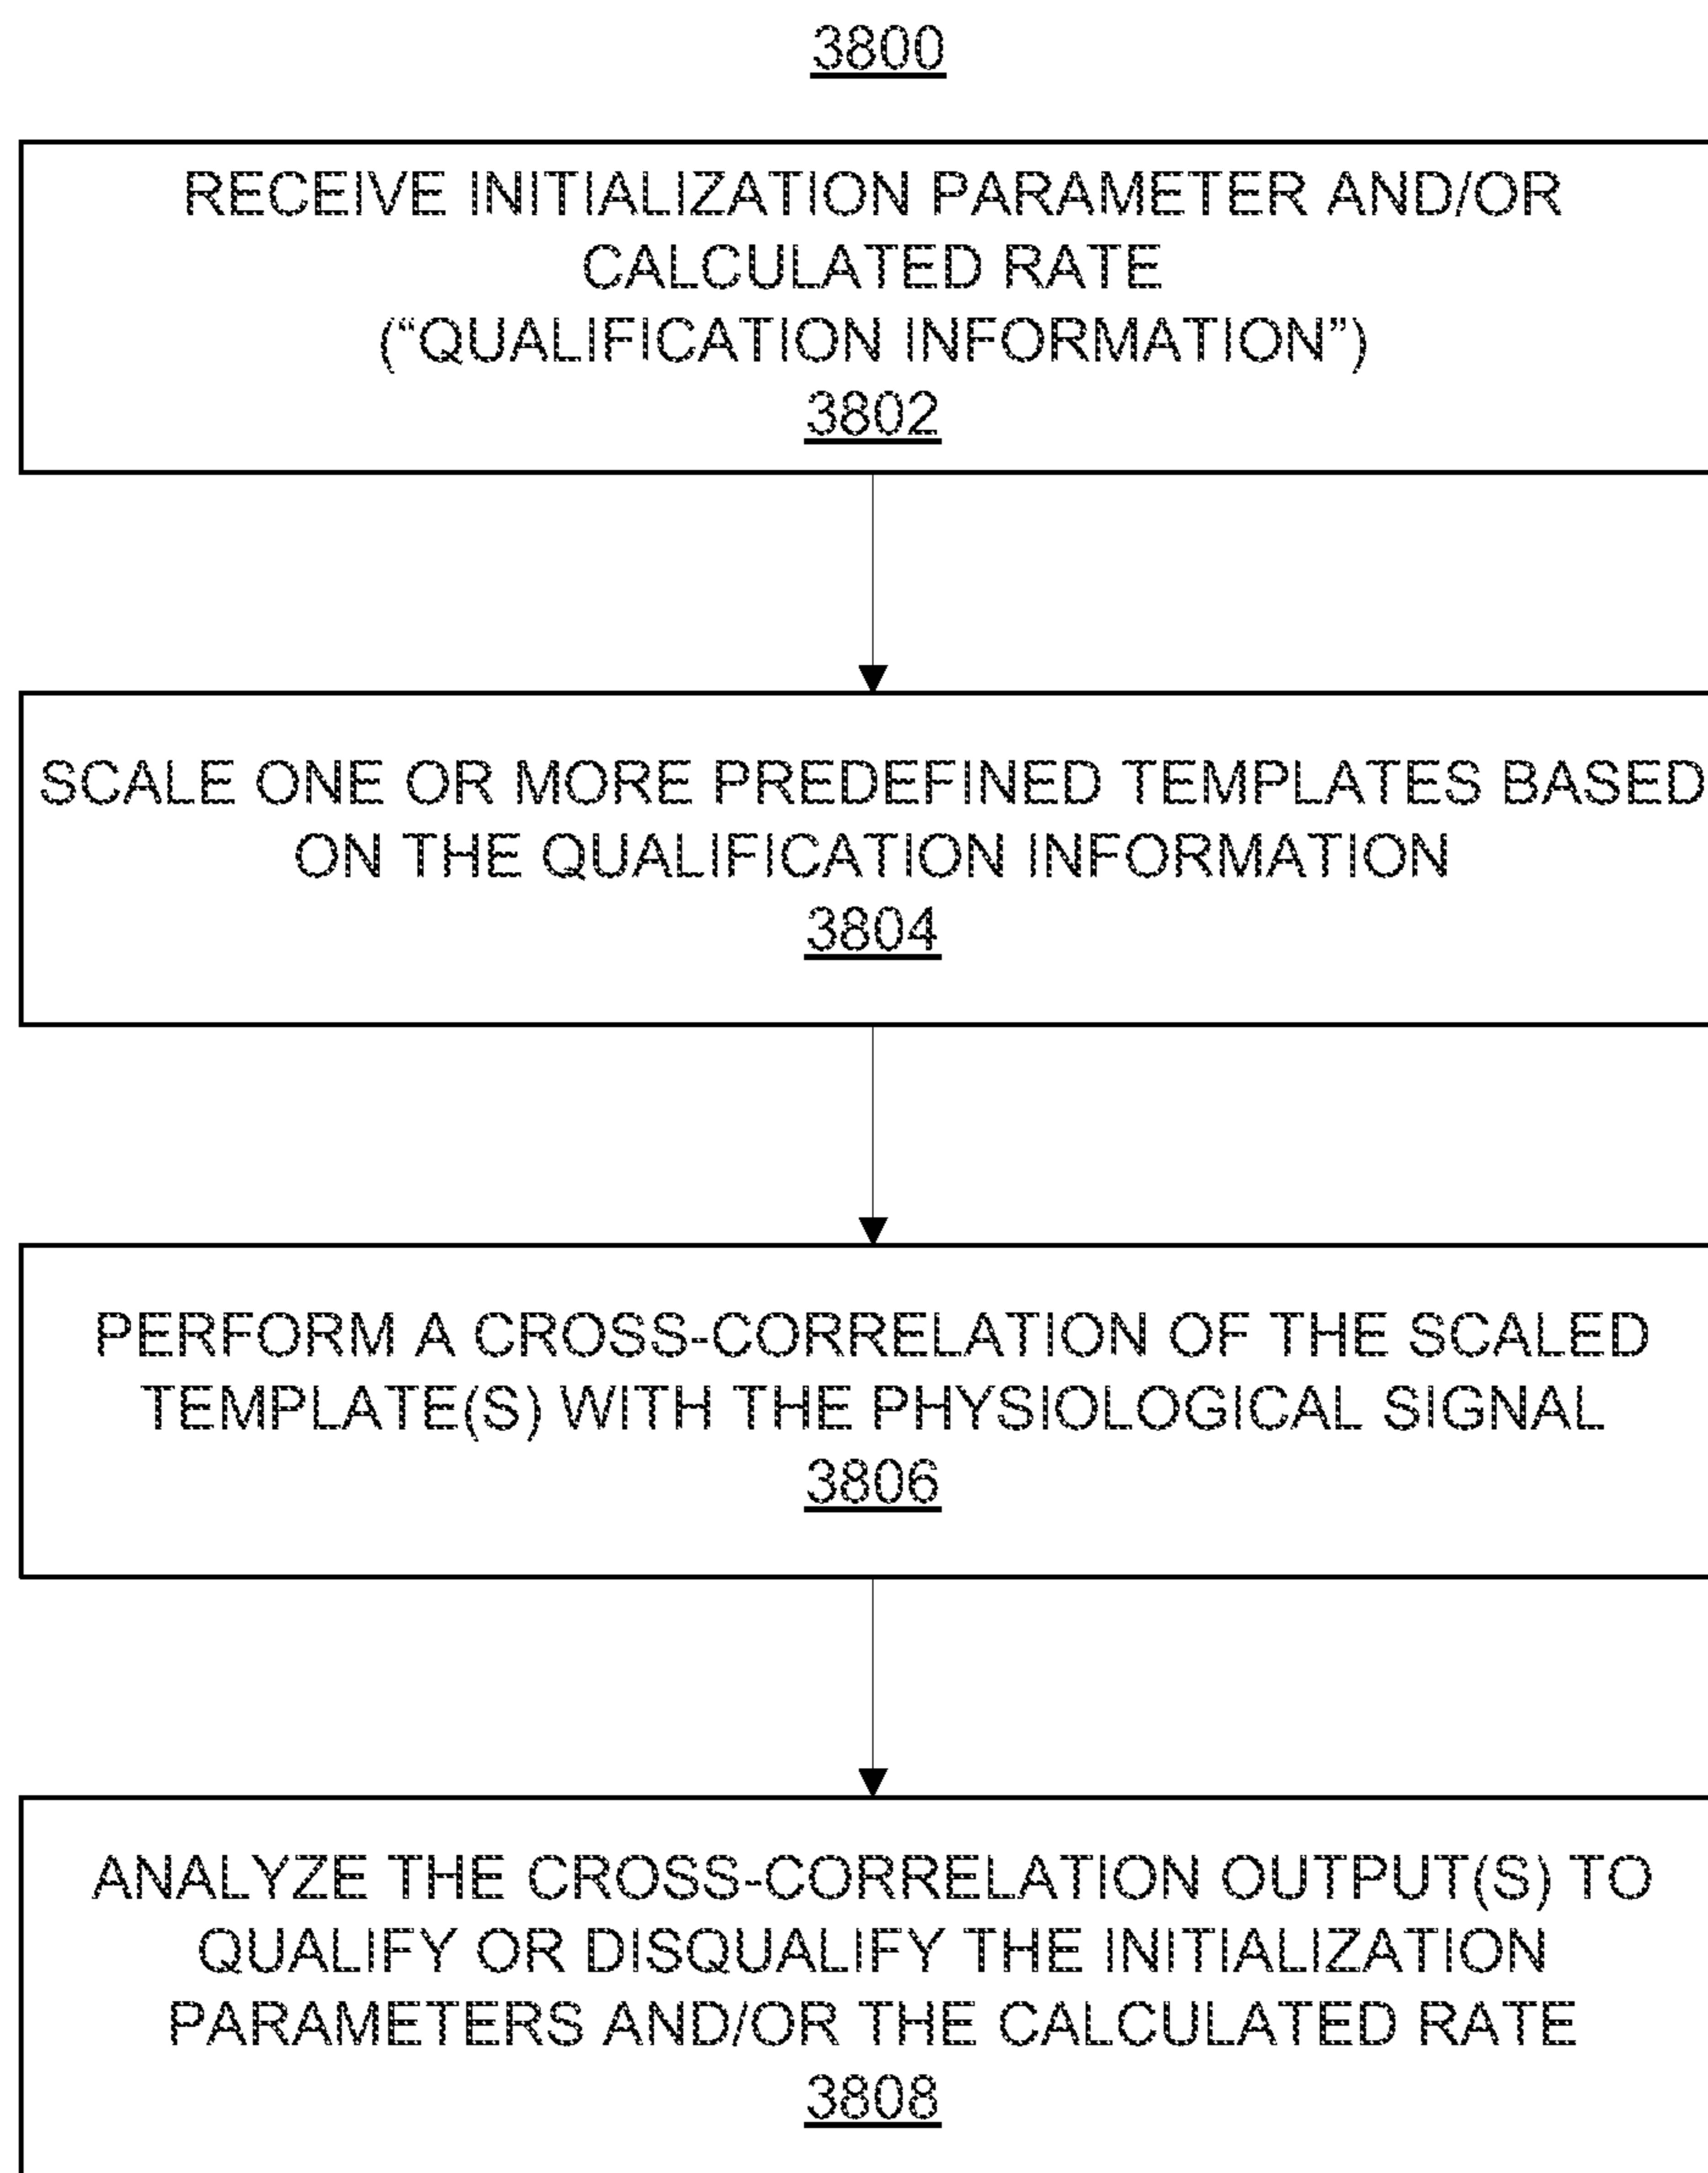 3800
RECEIVE INITIALIZATION PARAMETER AND/OR
CALCULATED RATE
(“QUALIFICATION INFORMATION”)
3802
SCALE ONE OR MORE PREDEFINED TEMPLATES BASED
ON THE QUALIFICATION INFORMATION
3804
PERFORM A CROSS-CORRELATION OF THE SCALED
TEMPLATE(S) WITH THE PHYSIOLOGICAL SIGNAL
3806
ANALYZE THE CROSS-CORRELATION OUTPUT(S) TO
QUALIFY OR DISQUALIFY THE INITIALIZATION
PARAMETERS AND/OR THE CALCULATED RATE
3808